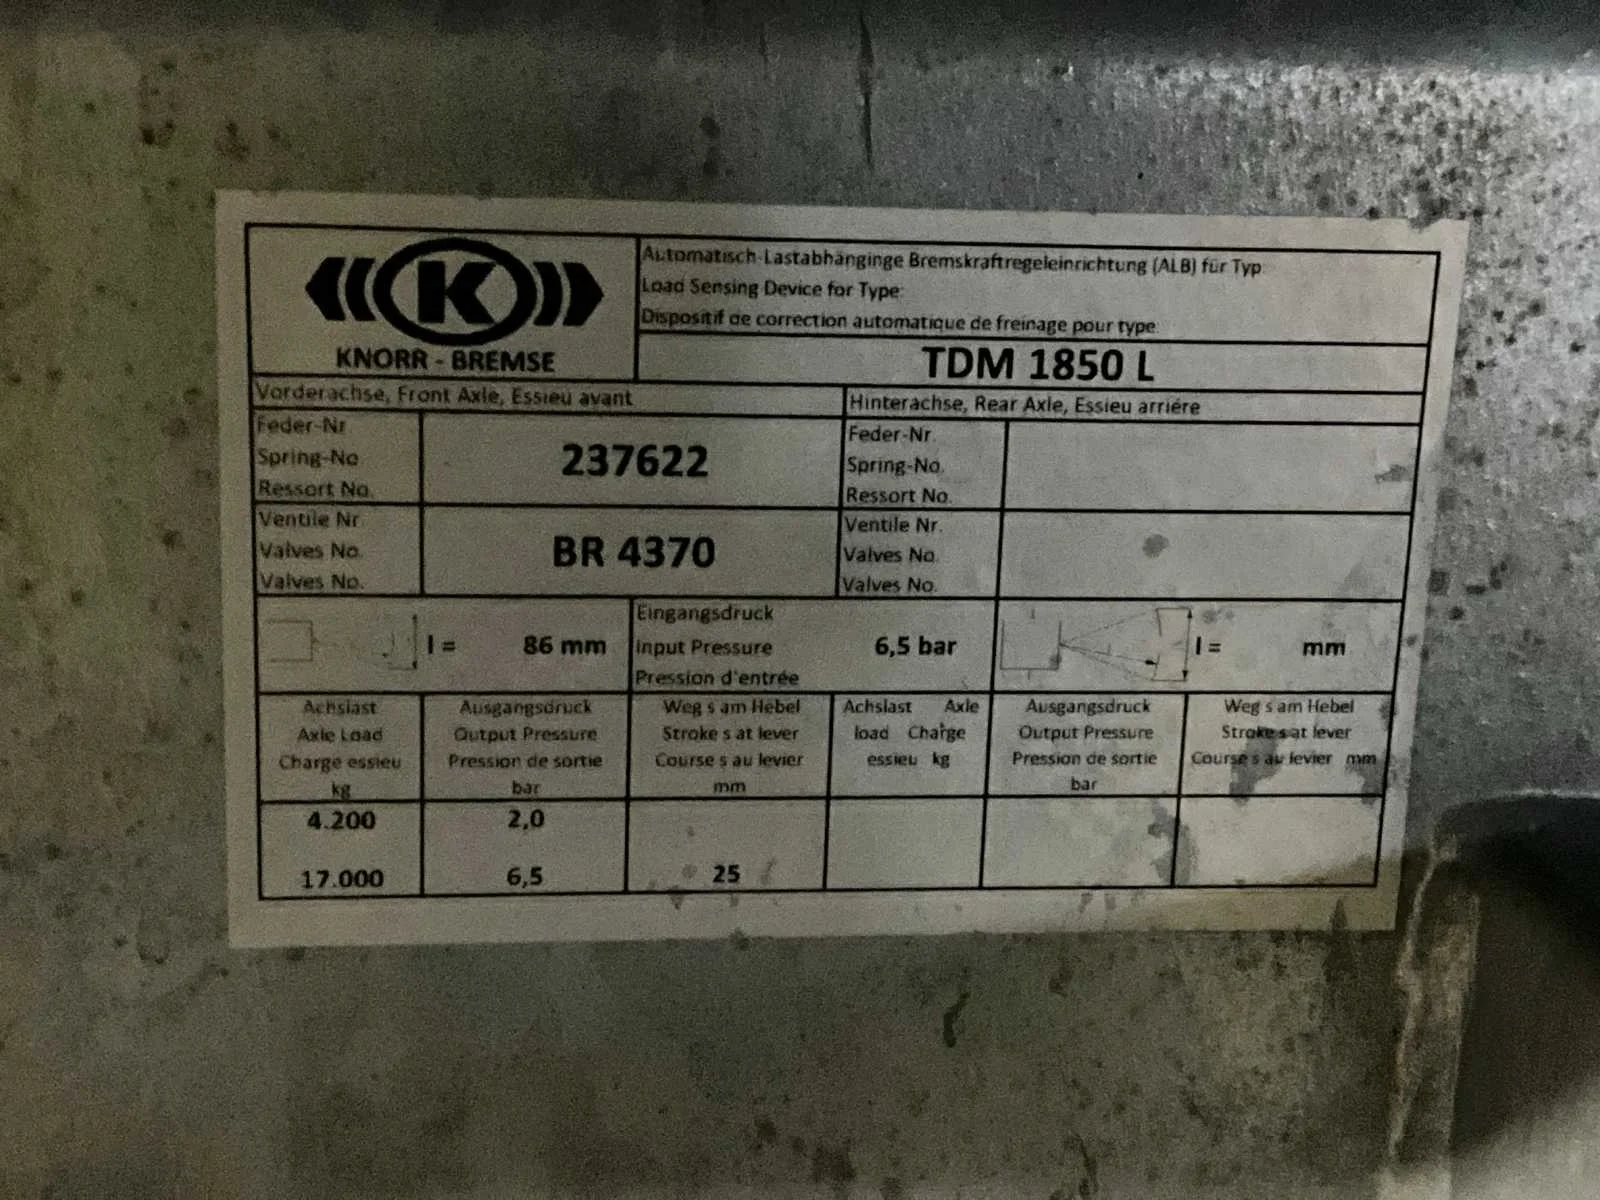 K
KNORR - BREMSE
Automatisch-Lastabhänginge Bremskraftregeleinrichtung (ALB) für Typ:
Load Sensing Device for Type:
Dispositif de correction automatique de freinage pour type:
TDM 1850 L
Vorderachse, Front Axle, Essieu avant
Hinterachse, Rear Axle, Essieu arriére
Feder-Nr.
Spring-No.
Ressort No.
237622
Feder-Nr.
Spring-No.
Ressort No.
Ventile Nr.
Valves No.
Valves No.
BR 4370
Ventile Nr.
Valves No.
Valves No.
l = 86 mm
Eingangsdruck
Input Pressure
Pression d'entrée
6,5 bar
l = mm
Achslast
Axle Load
Charge essieu
kg
Ausgangsdruck
Output Pressure
Pression de sortie
bar
Weg s am Hebel
Stroke s at lever
Course s au levier
mm
Achslast Axle
load Charge
essieu kg
Ausgangsdruck
Output Pressure
Pression de sortie
bar
Weg s am Hebel
Stroke s at lever
Course s au levier mm
4.200 2,0
17.000 6,5 25